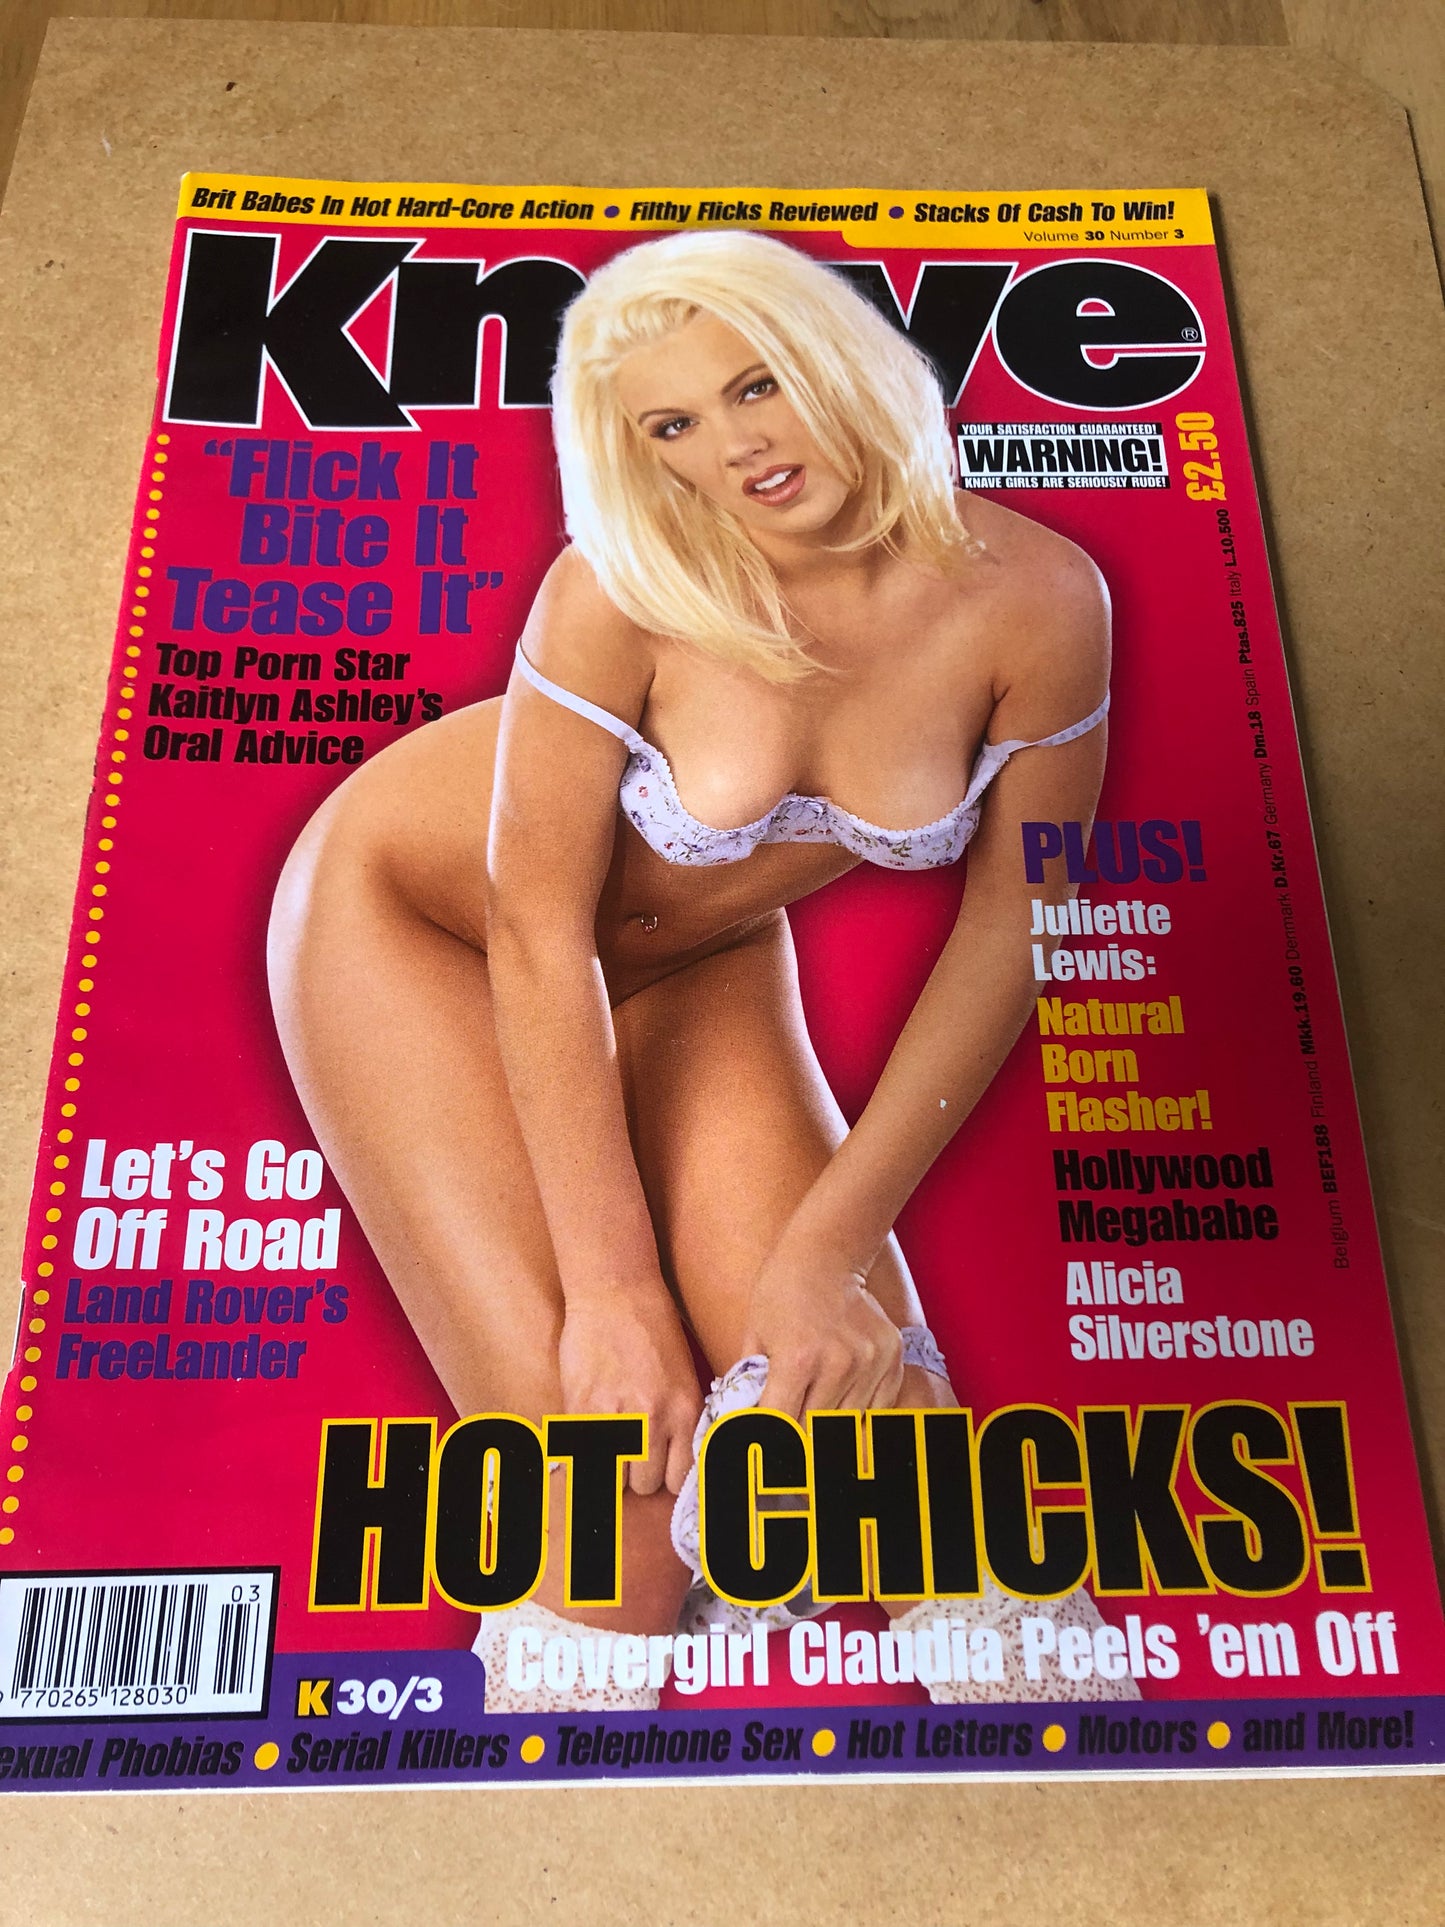 Brit Babes In Hot Hard-Core Action • Filthy Flicks Reviewed • Stacks Of Cash To Win!
Volume 30 Number 3
Knave
®
YOUR SATISFACTION GUARANTEED!
WARNING!
KNAVE GIRLS ARE SERIOUSLY RUDE!
£2.50
Belgium BEF188 Finland Mkk.19.60 Denmark D.Kr.67 Germany Dm.18 Spain Ptas.825 Italy L.10,500
"Flick It
Bite It
Tease It"
Top Porn Star
Kaitlyn Ashley's
Oral Advice
PLUS!
Juliette
Lewis:
Natural
Born
Flasher!
Hollywood
Megababe
Alicia
Silverstone
Let's Go
Off Road
Land Rover's
FreeLander
HOT CHICKS!
Covergirl Claudia Peels 'em Off
03
9 770265 128030
K 30/3
exual Phobias • Serial Killers • Telephone Sex • Hot Letters • Motors • and More!